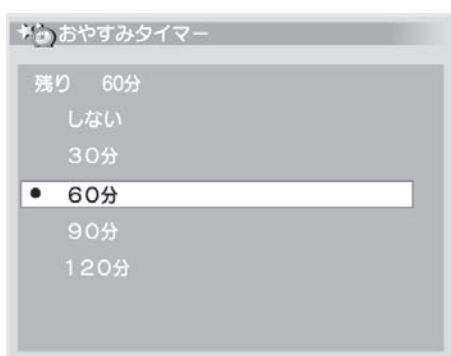 おやすみタイマー
残り　60分
しない
３０分
● ６０分
９０分
１２０分